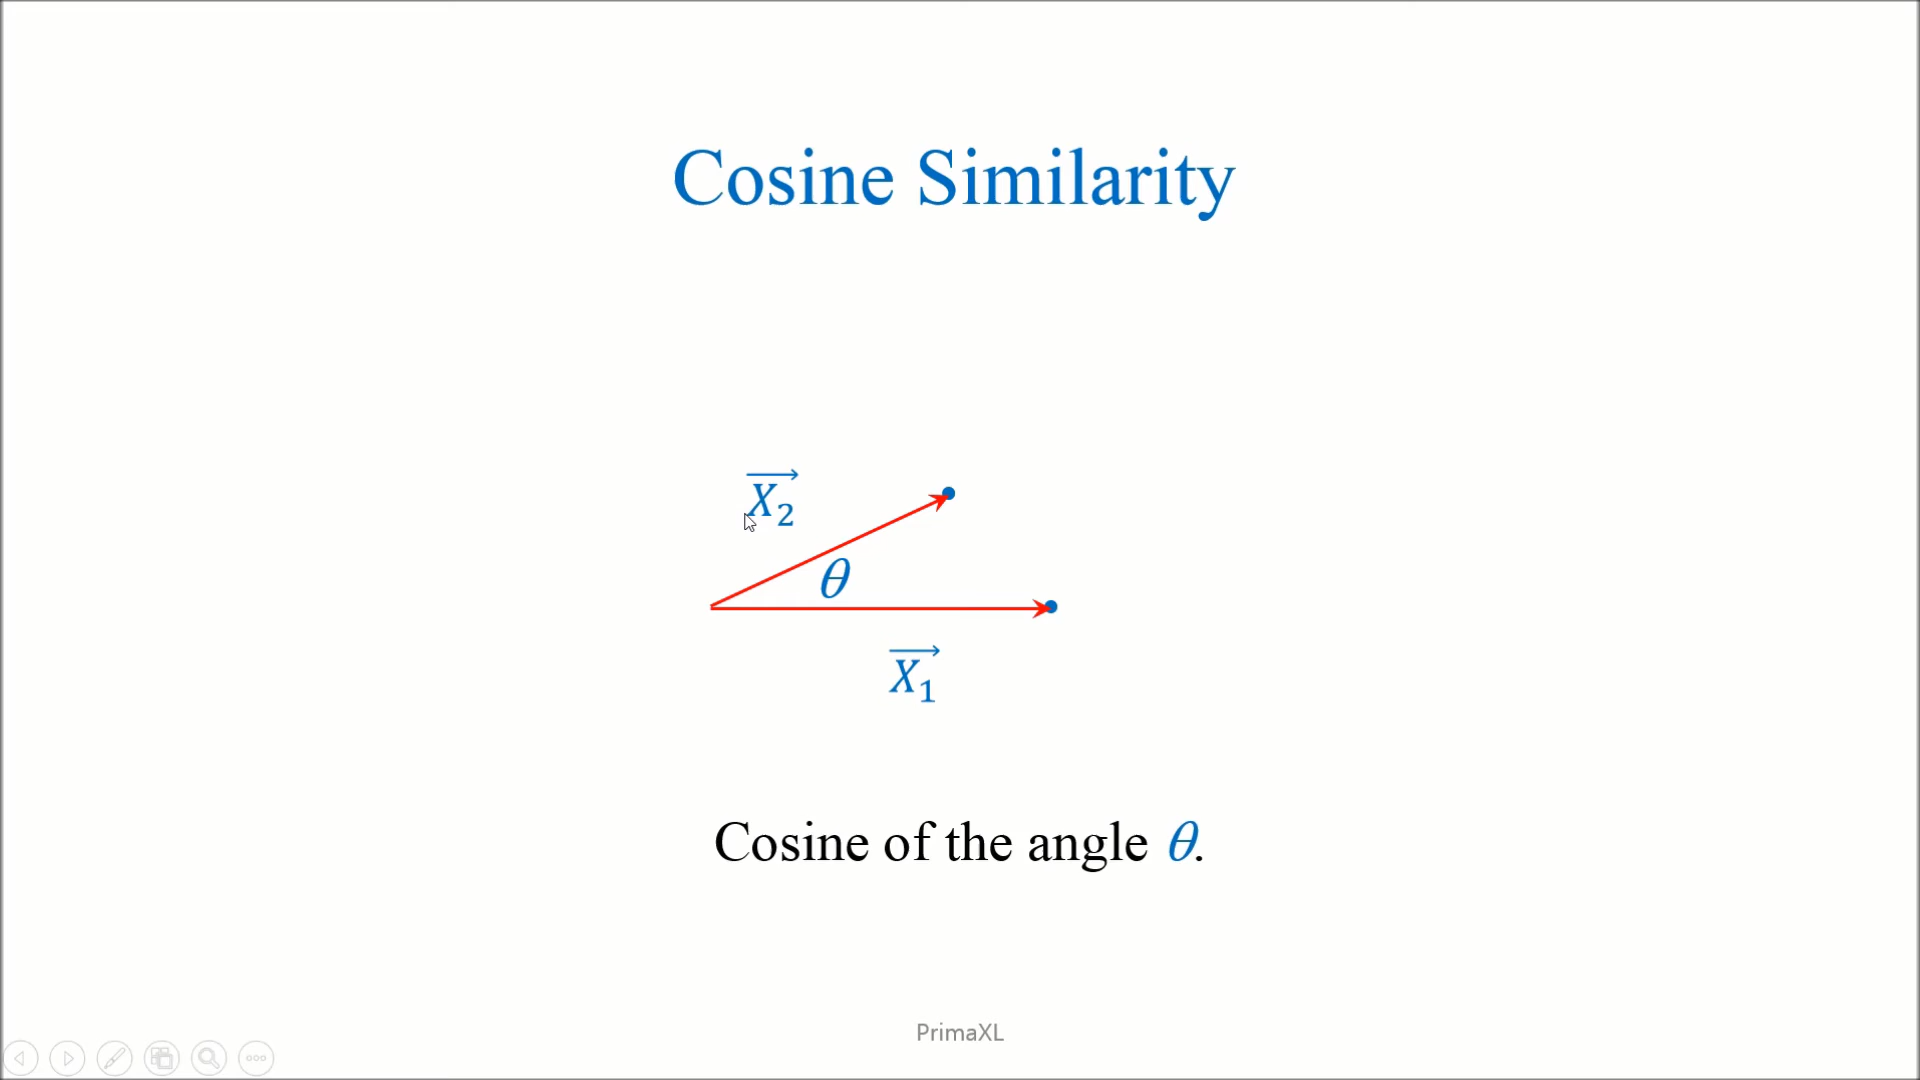 Cosine Similarity
X₂
θ
X₁
Cosine of the angle θ.
PrimaXL